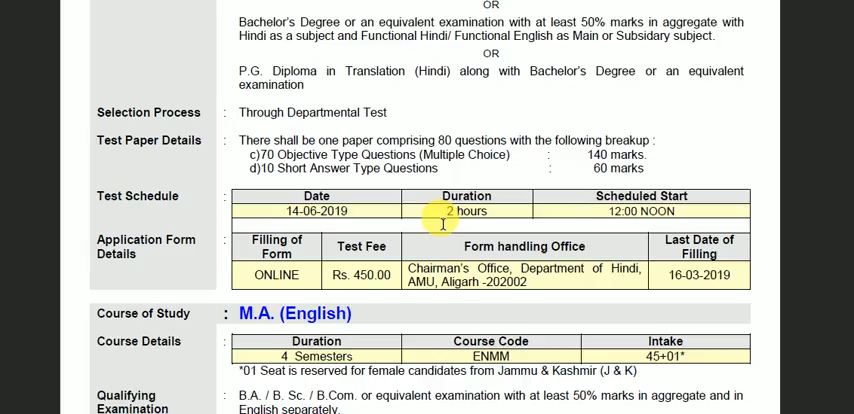 OR
Bachelor's Degree or an equivalent examination with at least 50% marks in aggregate with
Hindi as a subject and Functional Hindi/ Functional English as Main or Subsidary subject.
OR
P.G. Diploma in Translation (Hindi) along with Bachelor's Degree or an equivalent
examination
Selection Process : Through Departmental Test
Test Paper Details : There shall be one paper comprising 80 questions with the following breakup :
c)70 Objective Type Questions (Multiple Choice) : 140 marks.
d)10 Short Answer Type Questions : 60 marks
Test Schedule : Date Duration Scheduled Start
14-06-2019 2 hours 12:00 NOON
Application Form Details : Filling of Form Test Fee Form handling Office Last Date of Filling
ONLINE Rs. 450.00 Chairman's Office, Department of Hindi, AMU, Aligarh -202002 16-03-2019
Course of Study : M.A. (English)
Course Details : Duration Course Code Intake
4 Semesters ENMM 45+01*
*01 Seat is reserved for female candidates from Jammu & Kashmir (J & K)
Qualifying : B.A. / B. Sc. / B.Com. or equivalent examination with at least 50% marks in aggregate and in
Examination English separately.